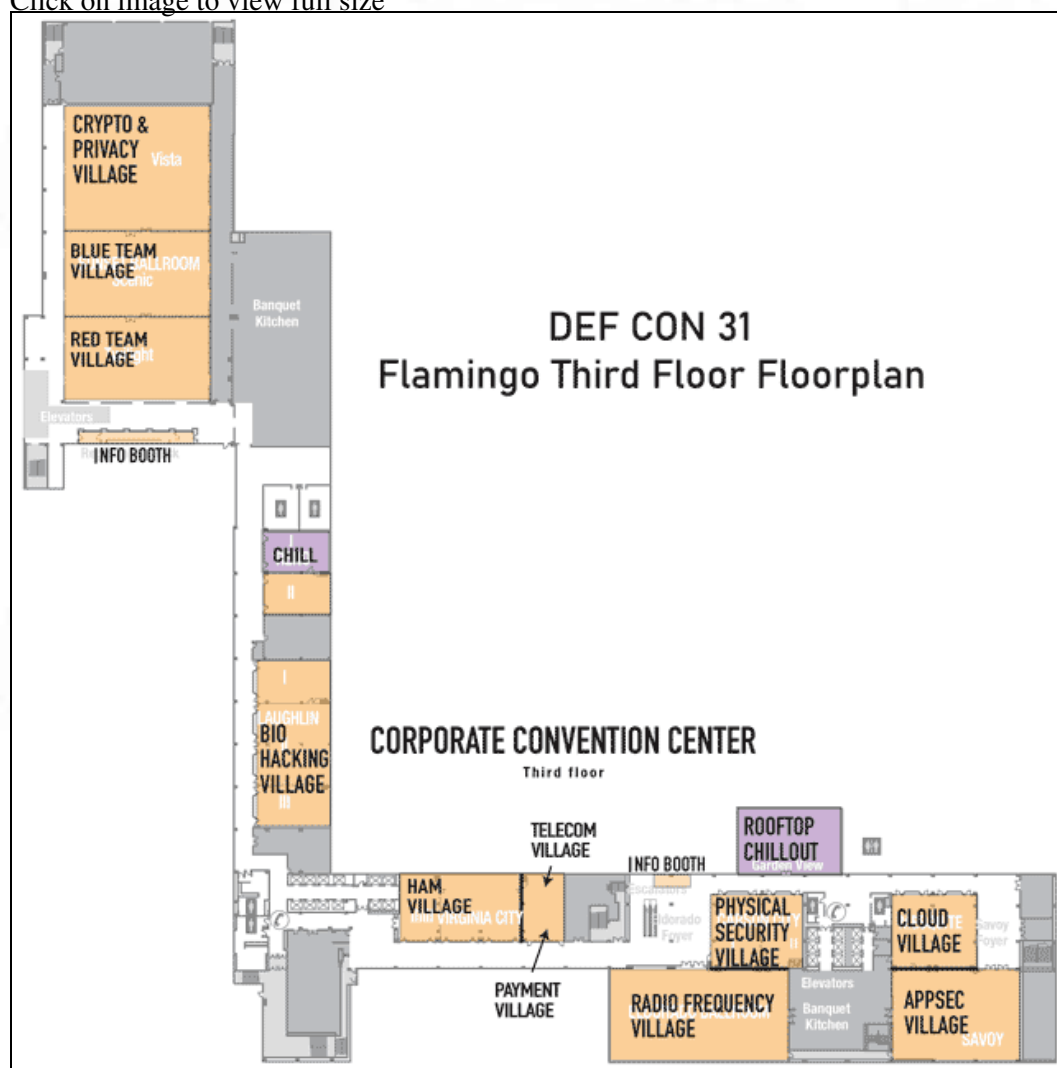 Click on image to view full size
CRYPTO &
PRIVACY
VILLAGE
Vista
BLUE TEAM
VILLAGE
BALLROOM
Scenic
RED TEAM
VILLAGE
Banquet
Kitchen
DEF CON 31
Flamingo Third Floor Floorplan
Elevators
INFO BOOTH
I
CHILL
II
I
LAUGHLIN
BIO
HACKING
VILLAGE
III
CORPORATE CONVENTION CENTER
Third floor
TELECOM
VILLAGE
INFO BOOTH
ROOFTOP
CHILLOUT
Garden View
HAM
VILLAGE
VIRGINIA CITY
Escalators
Foyer
PHYSICAL
SECURITY
VILLAGE
II
CLOUD
VILLAGE
Savoy
Foyer
PAYMENT
VILLAGE
RADIO FREQUENCY
VILLAGE
Elevators
Banquet
Kitchen
APPSEC
VILLAGE
SAVOY